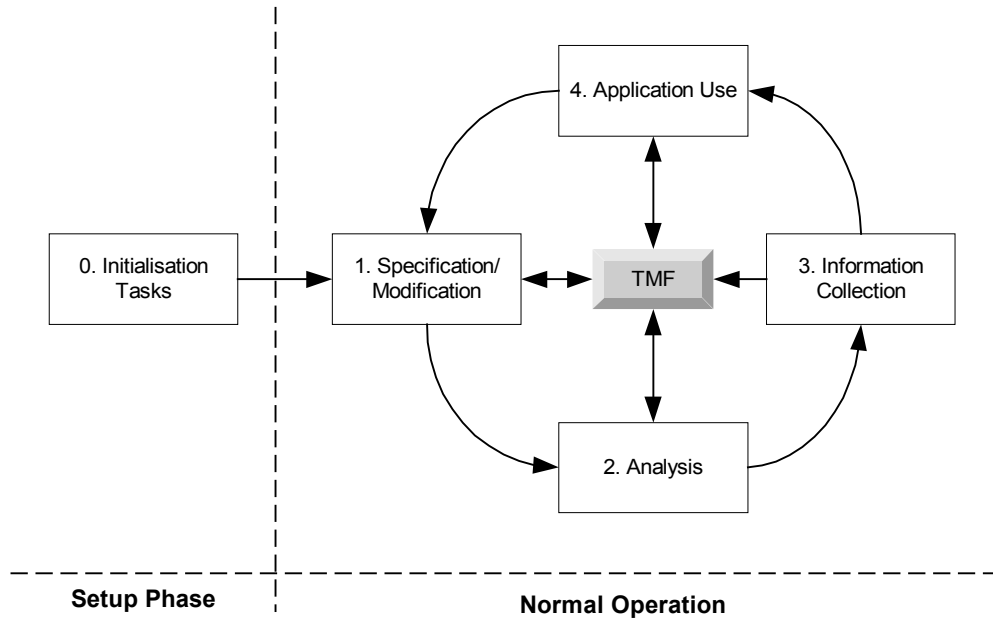 4. Application Use
0. Initialisation
Tasks
1. Specification/
Modification
TMF
3. Information
Collection
2. Analysis
Setup Phase
Normal Operation